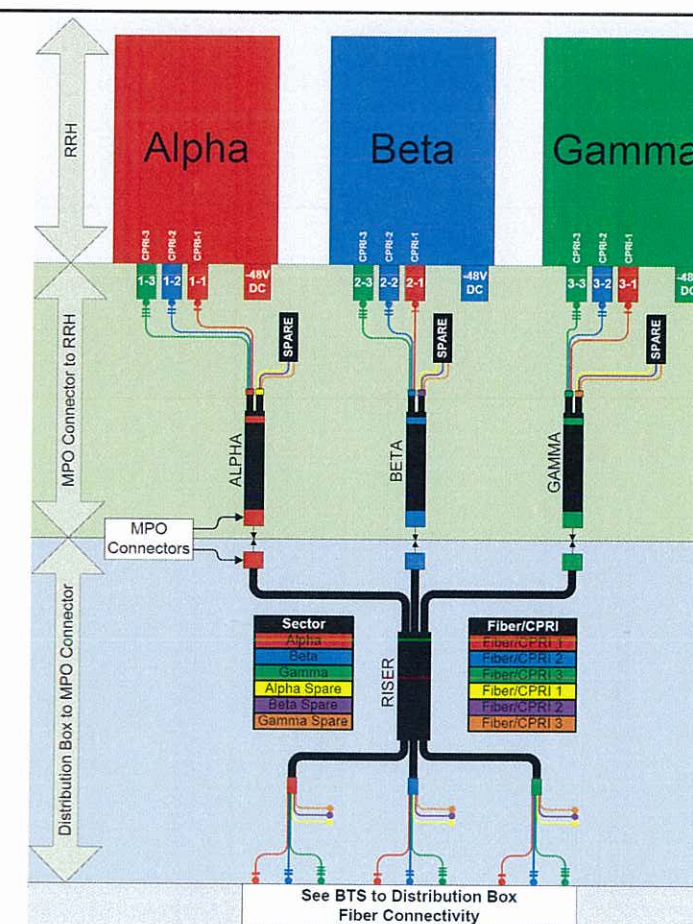 RRH
Alpha
Beta
Gamma
CPRI-3
CPRI-2
CPRI-1
CPRI-3
CPRI-2
CPRI-1
CPRI-3
CPRI-2
CPRI-1
1-3
1-2
1-1
-48V
DC
2-3
2-2
2-1
-48V
DC
3-3
3-2
3-1
-48
DC
MPO Connector to RRH
SPARE
SPARE
SPARE
ALPHA
BETA
GAMMA
MPO
Connectors
Distribution Box to MPO Connector
Sector
Alpha
Beta
Gamma
Alpha Spare
Beta Spare
Gamma Spare
RISER
Fiber/CPRI
Fiber/CPRI 1
Fiber/CPRI 2
Fiber/CPRI 3
Fiber/CPRI 1
Fiber/CPRI 2
Fiber/CPRI 3
See BTS to Distribution Box
Fiber Connectivity